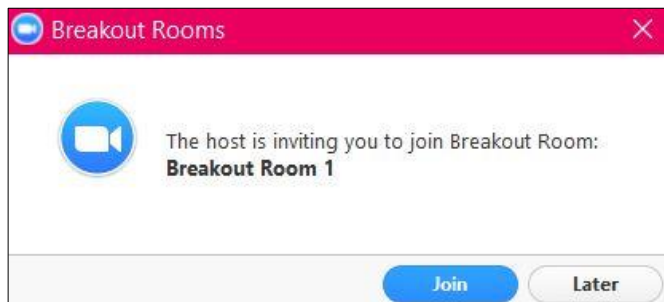 Breakout Rooms
The host is inviting you to join Breakout Room:
Breakout Room 1
Join
Later